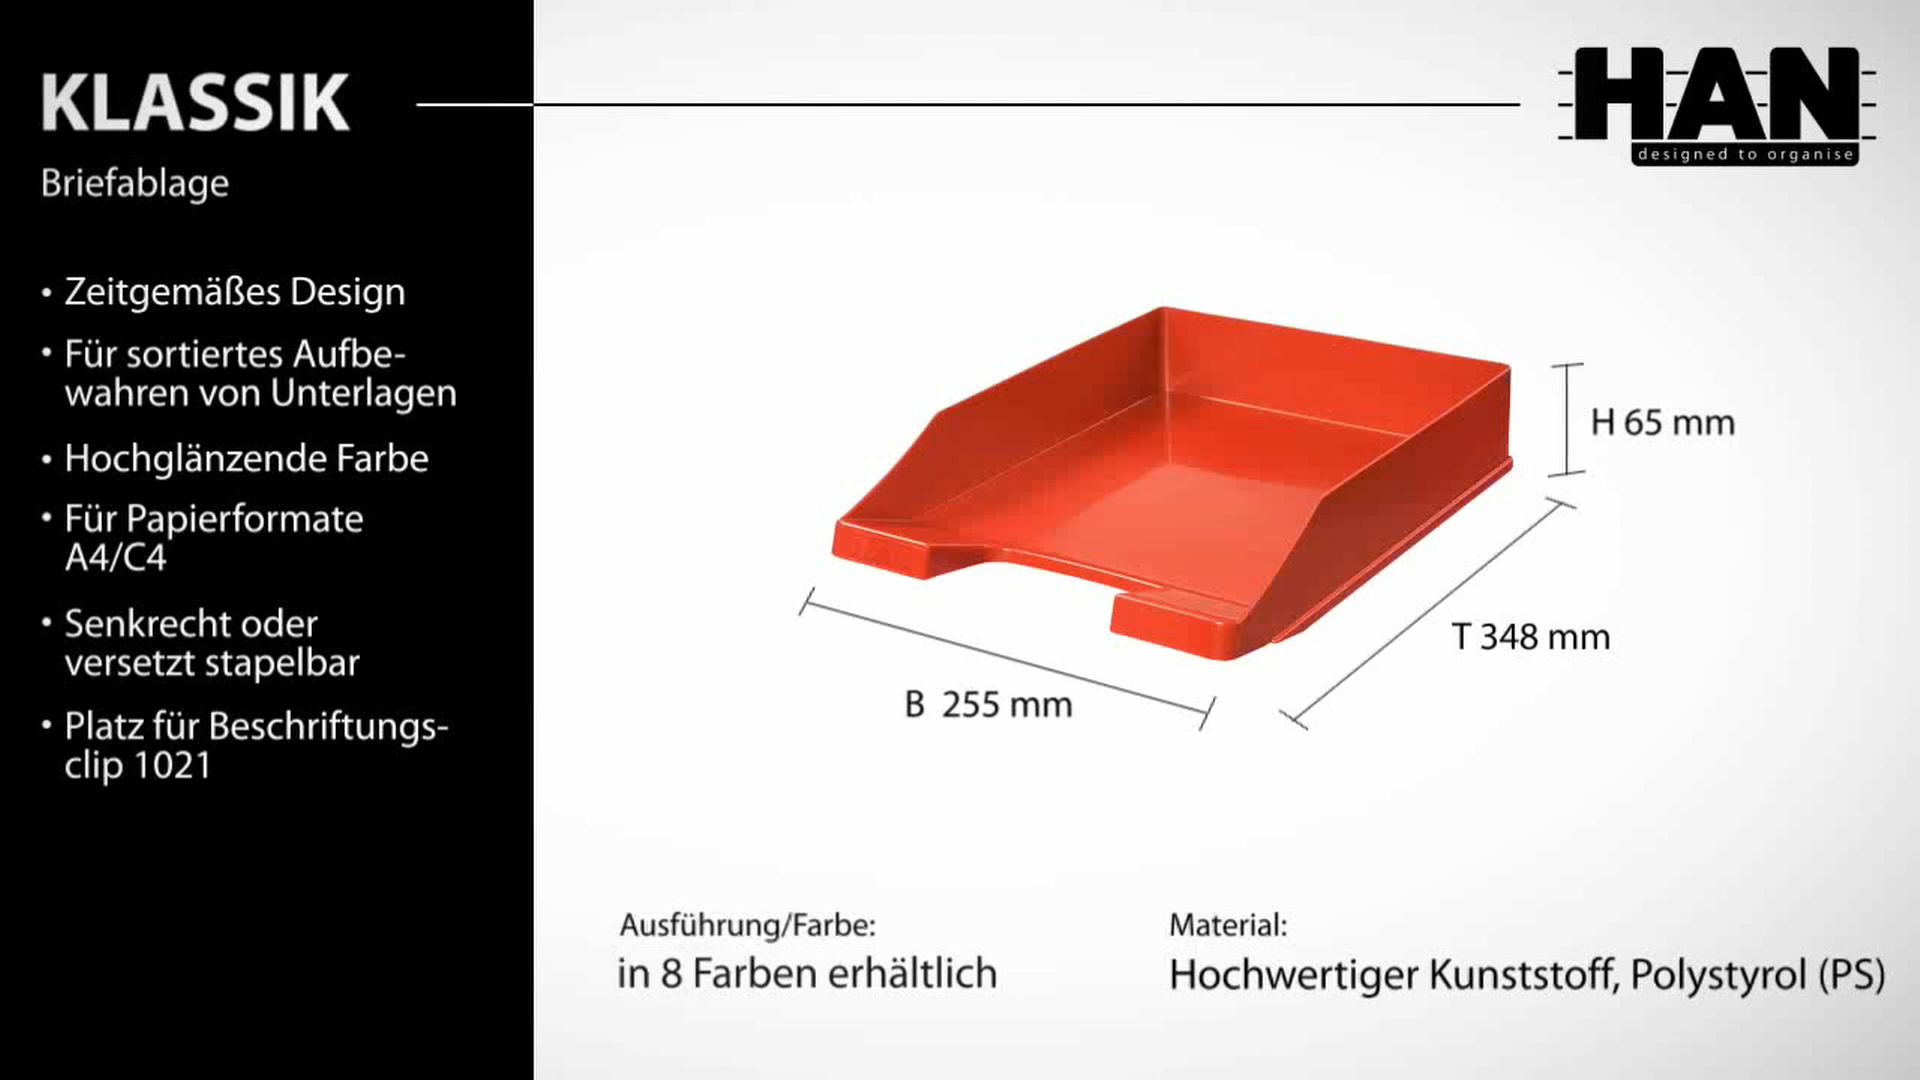 KLASSIK
Briefablage
• Zeitgemäßes Design
• Für sortiertes Aufbe-
wahren von Unterlagen
• Hochglänzende Farbe
• Für Papierformate
A4/C4
• Senkrecht oder
versetzt stapelbar
• Platz für Beschriftungs-
clip 1021
HAN
designed to organise
H 65 mm
T 348 mm
B 255 mm
Ausführung/Farbe:
in 8 Farben erhältlich
Material:
Hochwertiger Kunststoff, Polystyrol (PS)